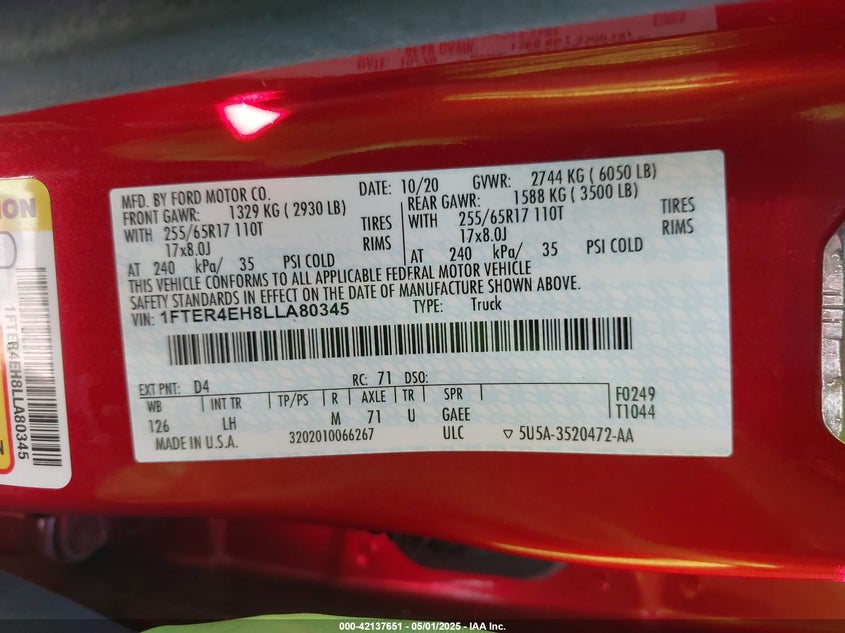 MFD. BY FORD MOTOR CO. DATE: 10/20 GVWR: 2744 KG ( 6050 LB)
FRONT GAWR: 1329 KG ( 2930 LB) REAR GAWR: 1588 KG ( 3500 LB)
WITH 255/65R17 110T TIRES WITH 255/65R17 110T TIRES
17x8.0J RIMS 17x8.0J RIMS
AT 240 kPa/ 35 PSI COLD AT 240 kPa/ 35 PSI COLD
THIS VEHICLE CONFORMS TO ALL APPLICABLE FEDERAL MOTOR VEHICLE
SAFETY STANDARDS IN EFFECT ON THE DATE OF MANUFACTURE SHOWN ABOVE.
VIN: 1FTER4EH8LLA80345 TYPE: Truck
EXT PNT: D4 RC: 71 DSO:
WB INT TR TP/PS R AXLE TR SPR F0249
126 LH M 71 U GAEE T1044
MADE IN U.S.A. 3202010066267 ULC ▽ 5U5A-3520472-AA
1FTER4EH8LLA80345
000-42137651 - 05/01/2025 - IAA Inc.